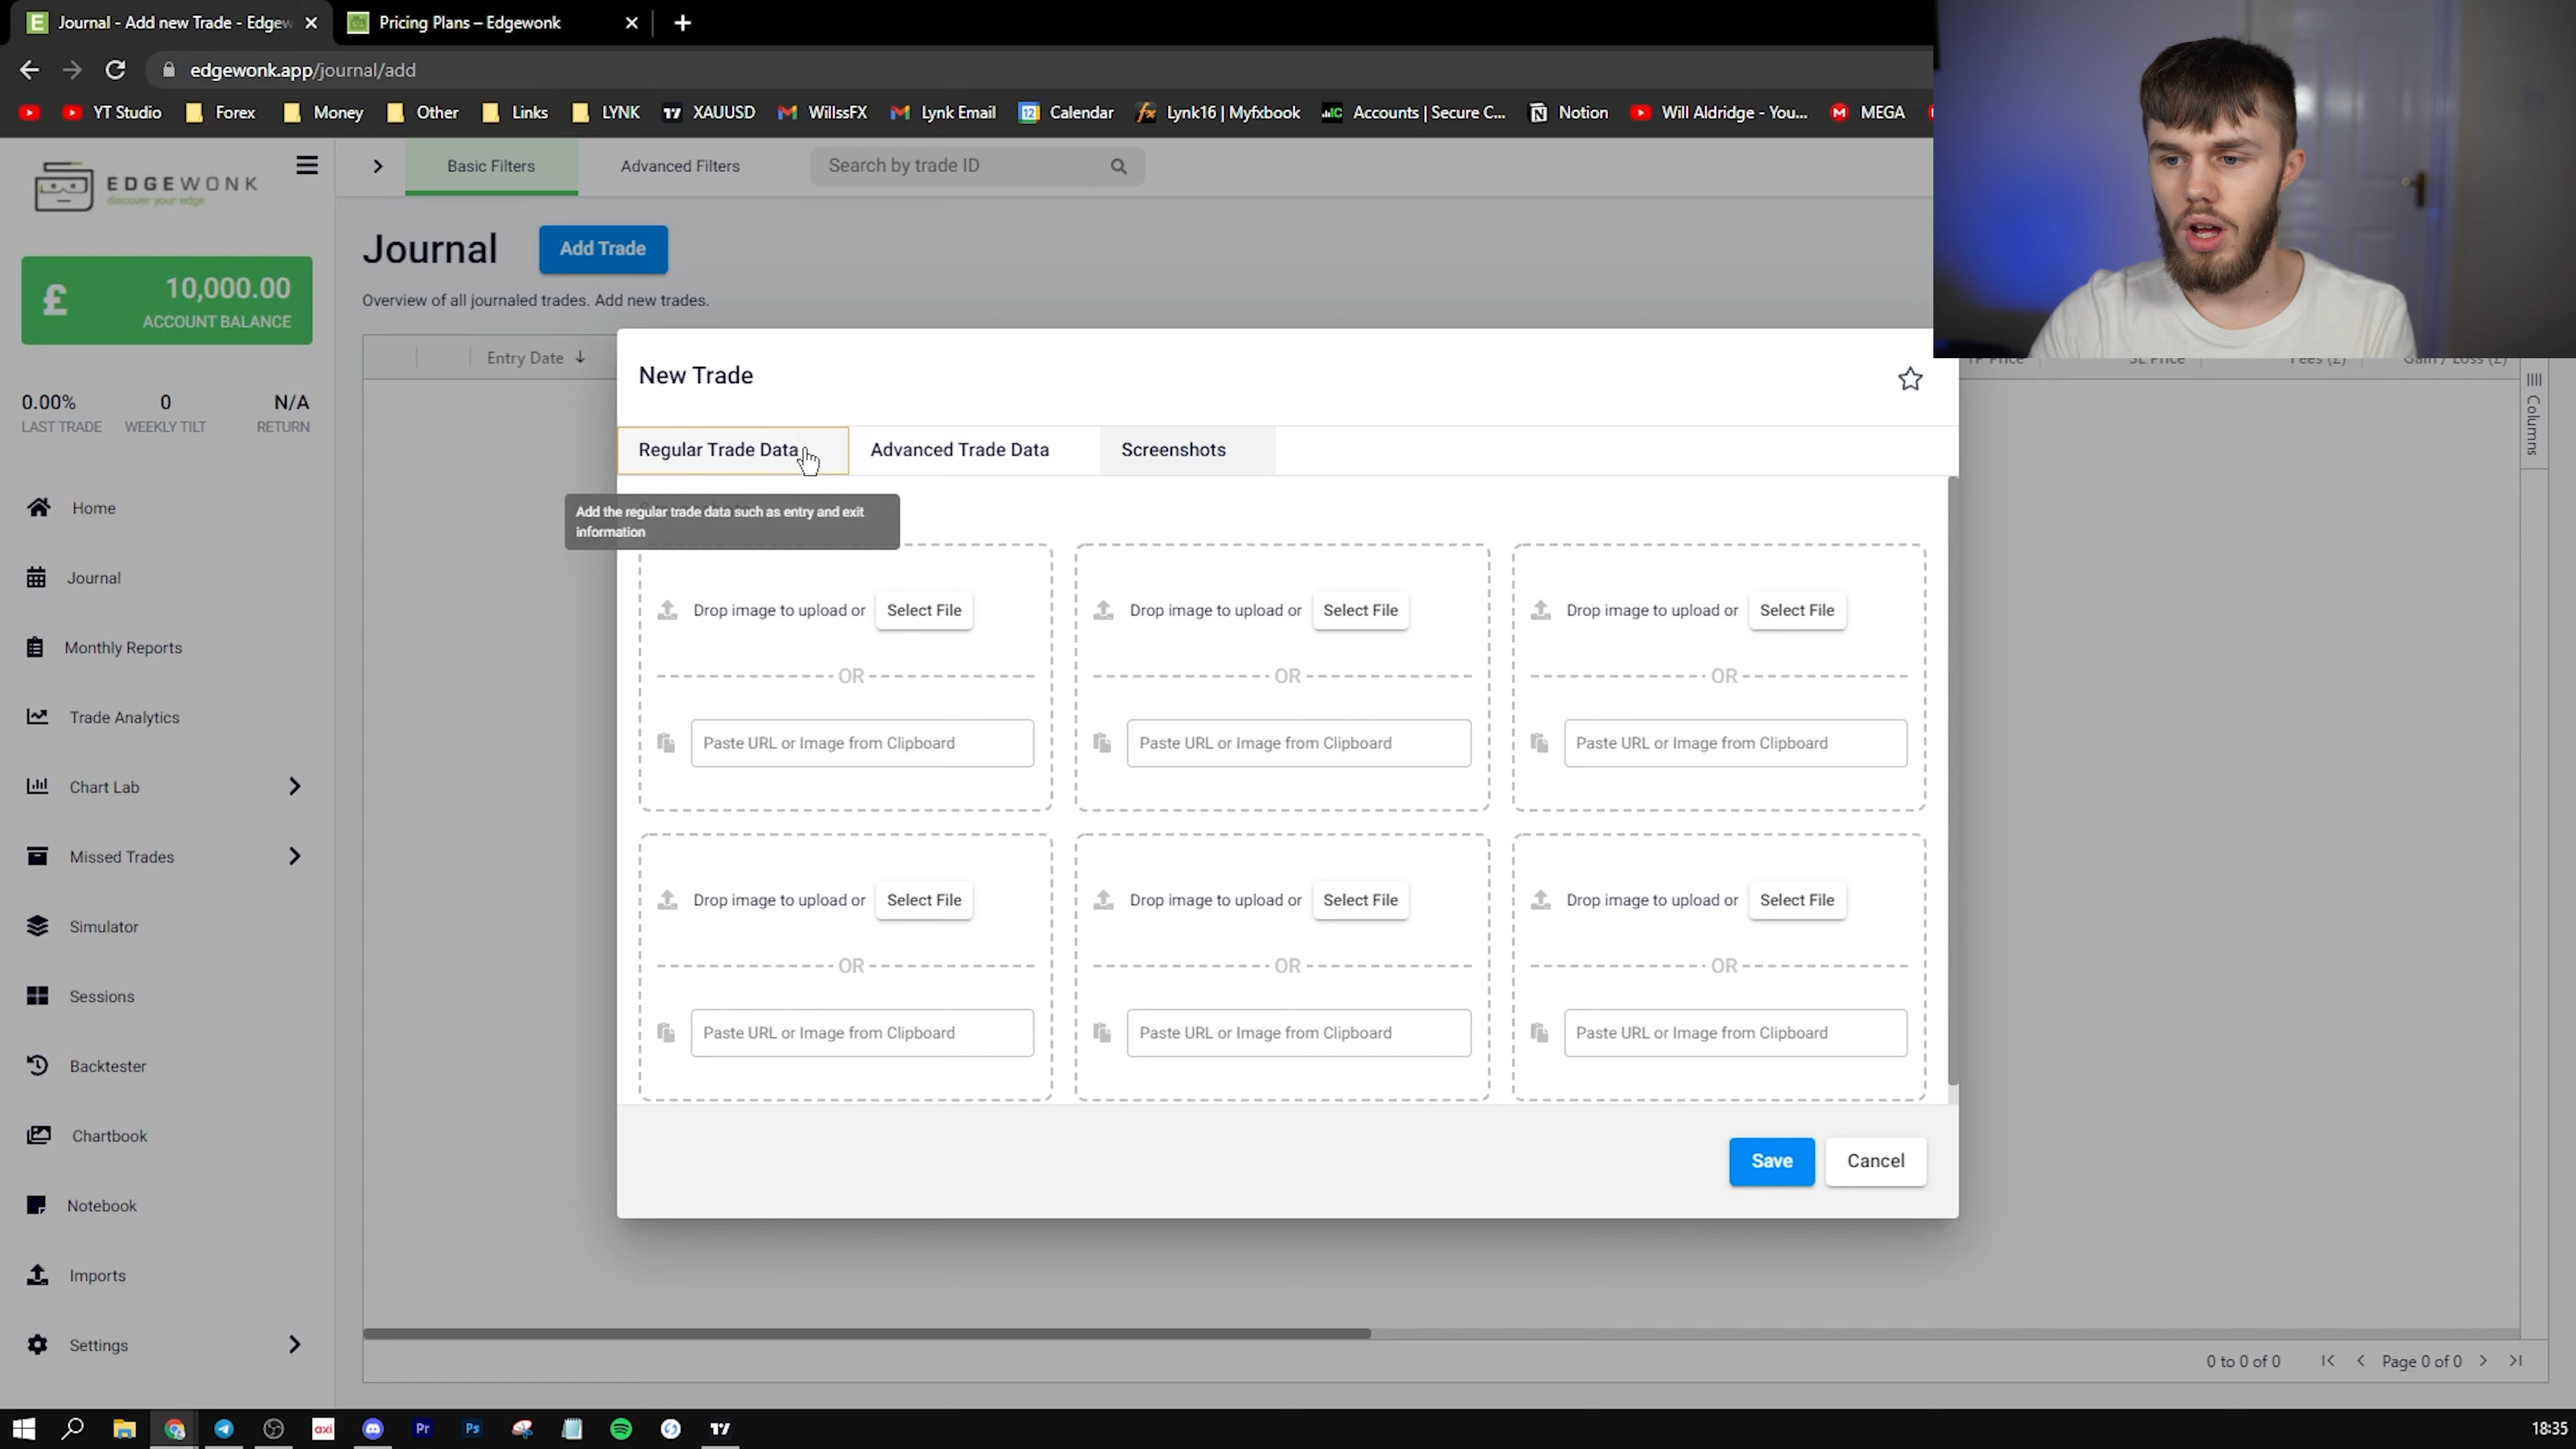 Journal - Add new Trade - Edgew
Pricing Plans – Edgewonk
edgewonk.app/journal/add
YT Studio
Forex
Money
Other
Links
LYNK
XAUUSD
WillssFX
Lynk Email
Calendar
Lynk16 | Myfxbook
Accounts | Secure C...
Notion
Will Aldridge - You...
MEGA
EDGEWONK
discover your edge
Basic Filters
Advanced Filters
Search by trade ID
£
10,000.00
ACCOUNT BALANCE
0.00%
LAST TRADE
0
WEEKLY TILT
N/A
RETURN
Home
Journal
Monthly Reports
Trade Analytics
Chart Lab
Missed Trades
Simulator
Sessions
Backtester
Chartbook
Notebook
Imports
Settings
Journal
Add Trade
Overview of all journaled trades. Add new trades.
Entry Date
TP Price
SL Price
Fees (£)
Gain / Loss (£)
Columns
New Trade
Regular Trade Data
Advanced Trade Data
Screenshots
Add the regular trade data such as entry and exit
information
Drop image to upload or Select File
OR
Paste URL or Image from Clipboard
Drop image to upload or Select File
OR
Paste URL or Image from Clipboard
Drop image to upload or Select File
OR
Paste URL or Image from Clipboard
Drop image to upload or Select File
OR
Paste URL or Image from Clipboard
Drop image to upload or Select File
OR
Paste URL or Image from Clipboard
Drop image to upload or Select File
OR
Paste URL or Image from Clipboard
Save
Cancel
0 to 0 of 0
Page 0 of 0
axi
Pr
Ps
18:35